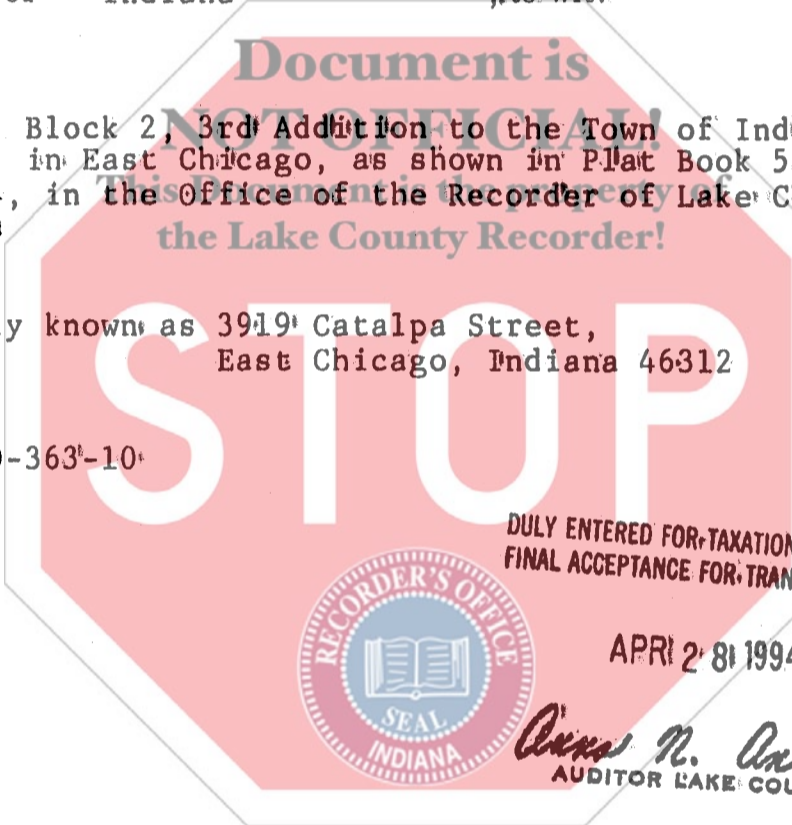 Indiana
Document is
NOT OFFICIAL!
Block 2, 3rd Addition to the Town of Ind
in East Chicago, as shown in Plat Book 5
This Document is the property of
, in the Office of the Recorder of Lake C
the Lake County Recorder!
y known as 3919 Catalpa Street,
East Chicago, Indiana 46312
STOP
-363-10
DULY ENTERED FOR TAXATION
FINAL ACCEPTANCE FOR TRAN
RECORDER'S OFFICE
SEAL
INDIANA
APR 28 1994
N.
AUDITOR LAKE COU